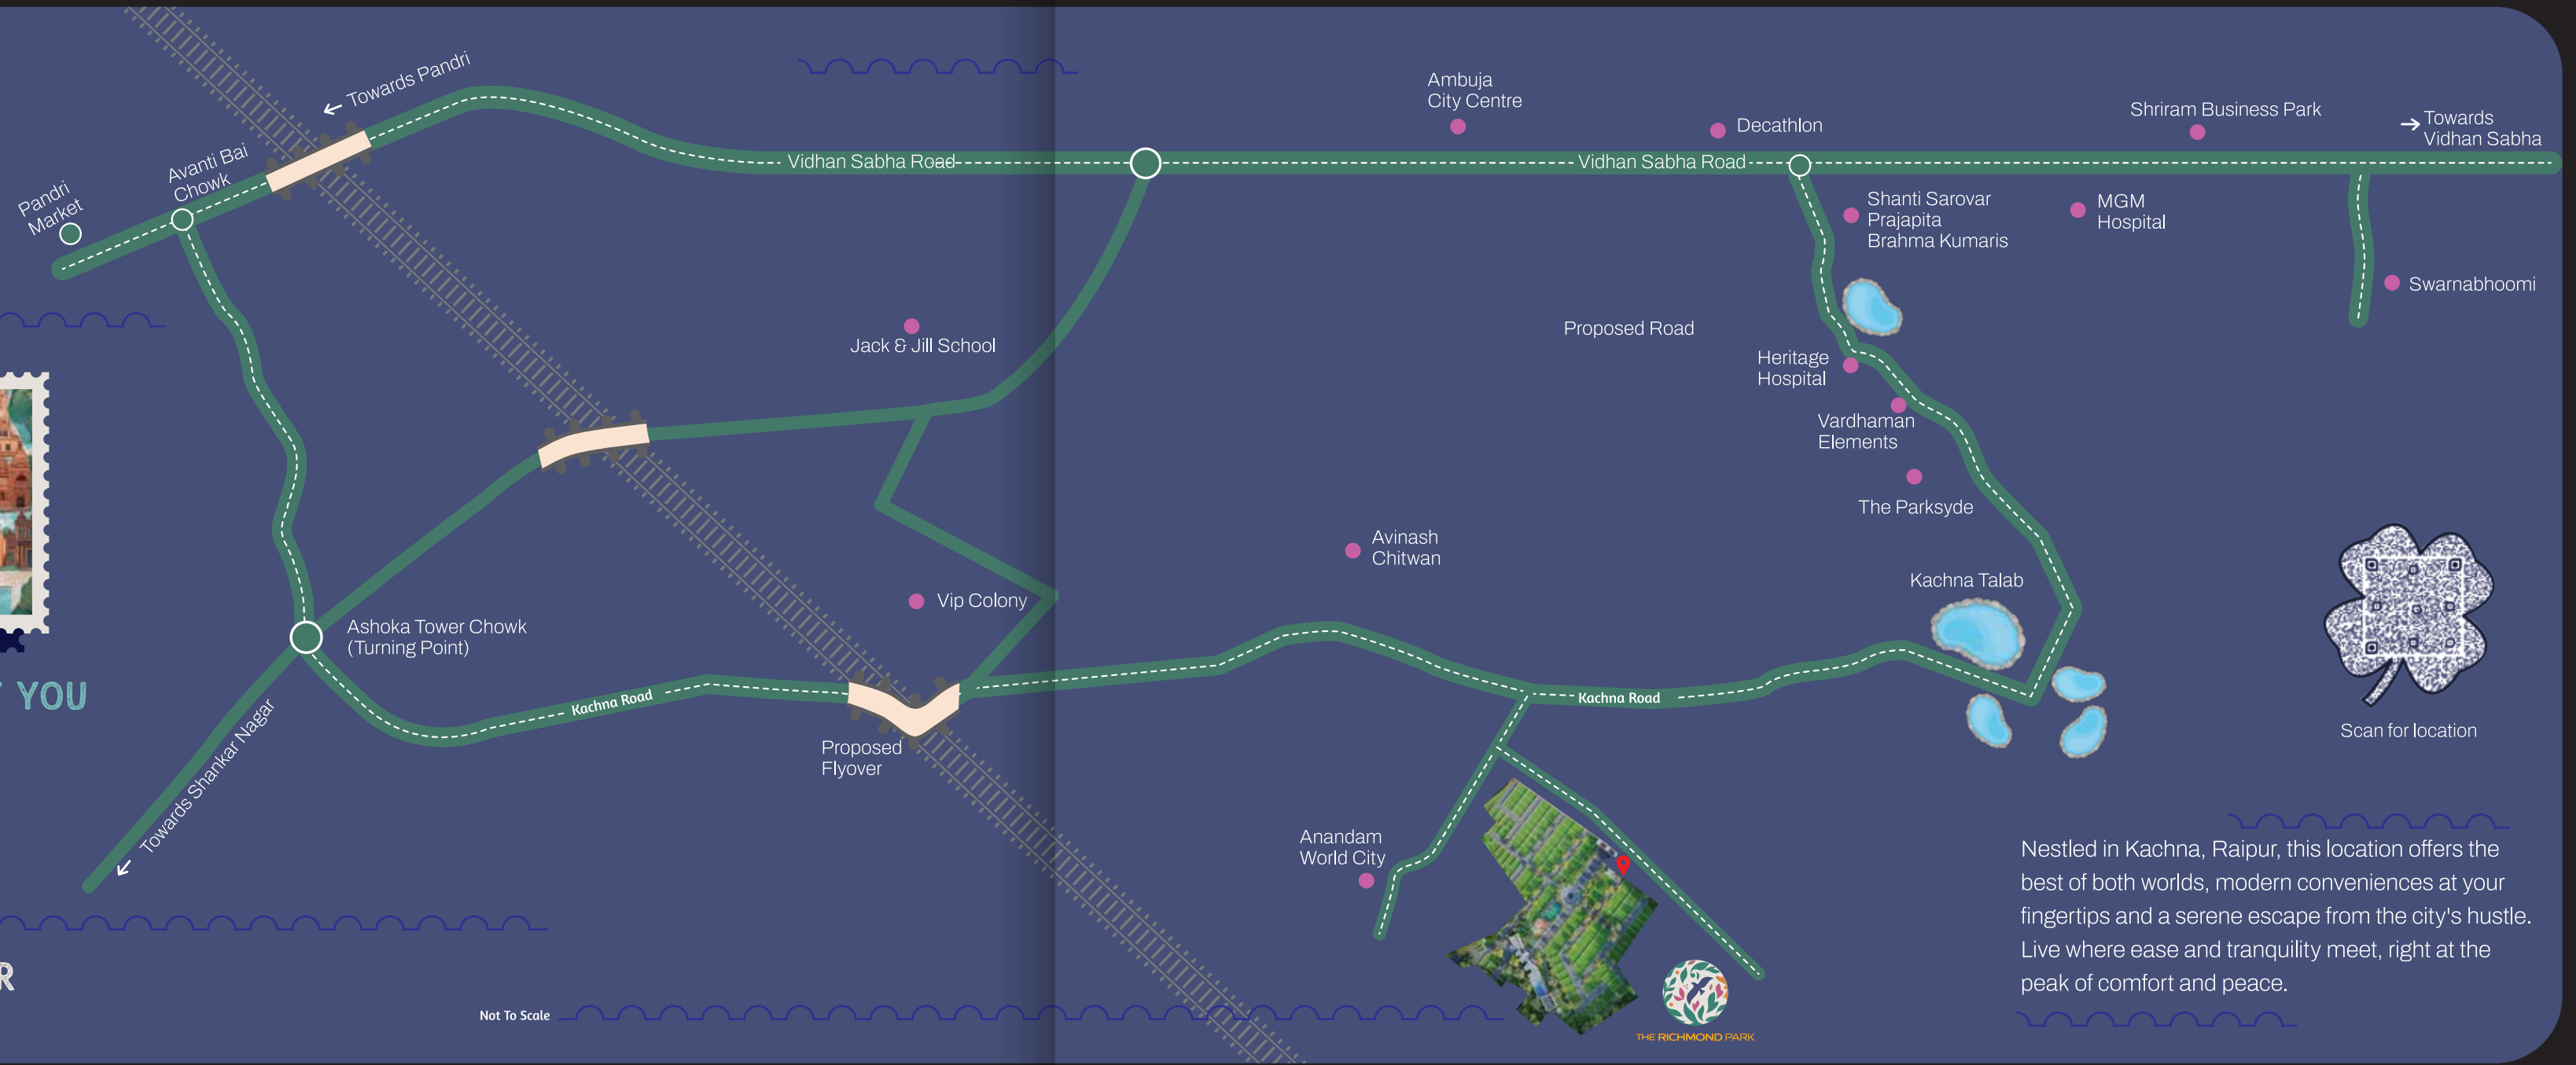 Towards Pandri
Avanti Bai
Chowk
Pandri
Market
Vidhan Sabha Road
Ambuja
City Centre
Decathlon
Vidhan Sabha Road
Shriram Business Park
Towards
Vidhan Sabha
Shanti Sarovar
Prajapita
Brahma Kumaris
MGM
Hospital
Swarnabhoomi
Jack & Jill School
Proposed Road
Heritage
Hospital
Vardhaman
Elements
The Parksyde
Avinash
Chitwan
Kachna Talab
Vip Colony
Ashoka Tower Chowk
(Turning Point)
YOU
Kachna Road
Kachna Road
Towards Shankar Nagar
Proposed
Flyover
Scan for location
Anandam
World City
Nestled in Kachna, Raipur, this location offers the
best of both worlds, modern conveniences at your
fingertips and a serene escape from the city's hustle.
Live where ease and tranquility meet, right at the
peak of comfort and peace.
R
Not To Scale
THE RICHMOND PARK